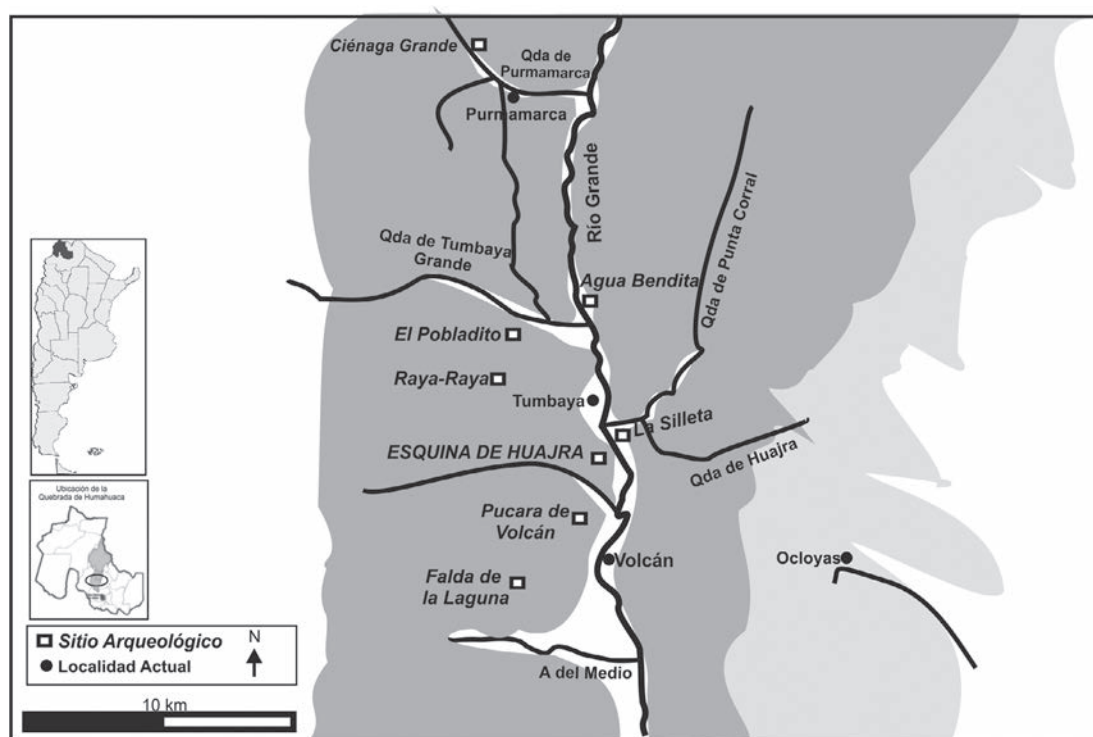 Ciénaga Grande
Qda de
Purmamarca
Purmamarca
Río Grande
Qda de Punta Corral
Qda de Tumbaya
Grande
Agua Bendita
El Pobladito
Raya-Raya
Tumbaya
La Silleta
ESQUINA DE HUAJRA
Qda de Huajra
Pucara de
Volcán
Volcán
Ocloyas
Falda de
la Laguna
A del Medio
Ubicación de la
Quebrada de Humahuaca
Sitio Arqueológico
N
Localidad Actual
10 km